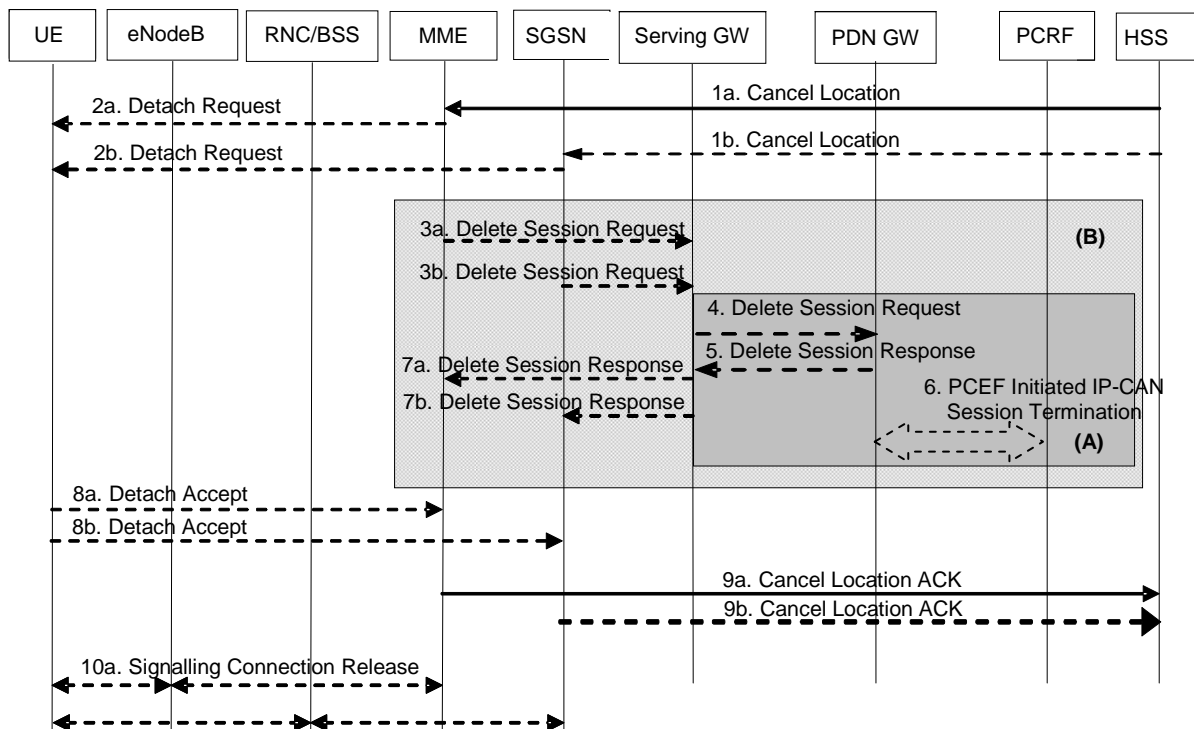 UE
eNodeB
RNC/BSS
MME
SGSN
Serving GW
PDN GW
PCRF
HSS
1a. Cancel Location
2a. Detach Request
1b. Cancel Location
2b. Detach Request
3a. Delete Session Request
(B)
3b. Delete Session Request
4. Delete Session Request
5. Delete Session Response
7a. Delete Session Response
6. PCEF Initiated IP-CAN
Session Termination
7b. Delete Session Response
(A)
8a. Detach Accept
8b. Detach Accept
9a. Cancel Location ACK
9b. Cancel Location ACK
10a. Signalling Connection Release